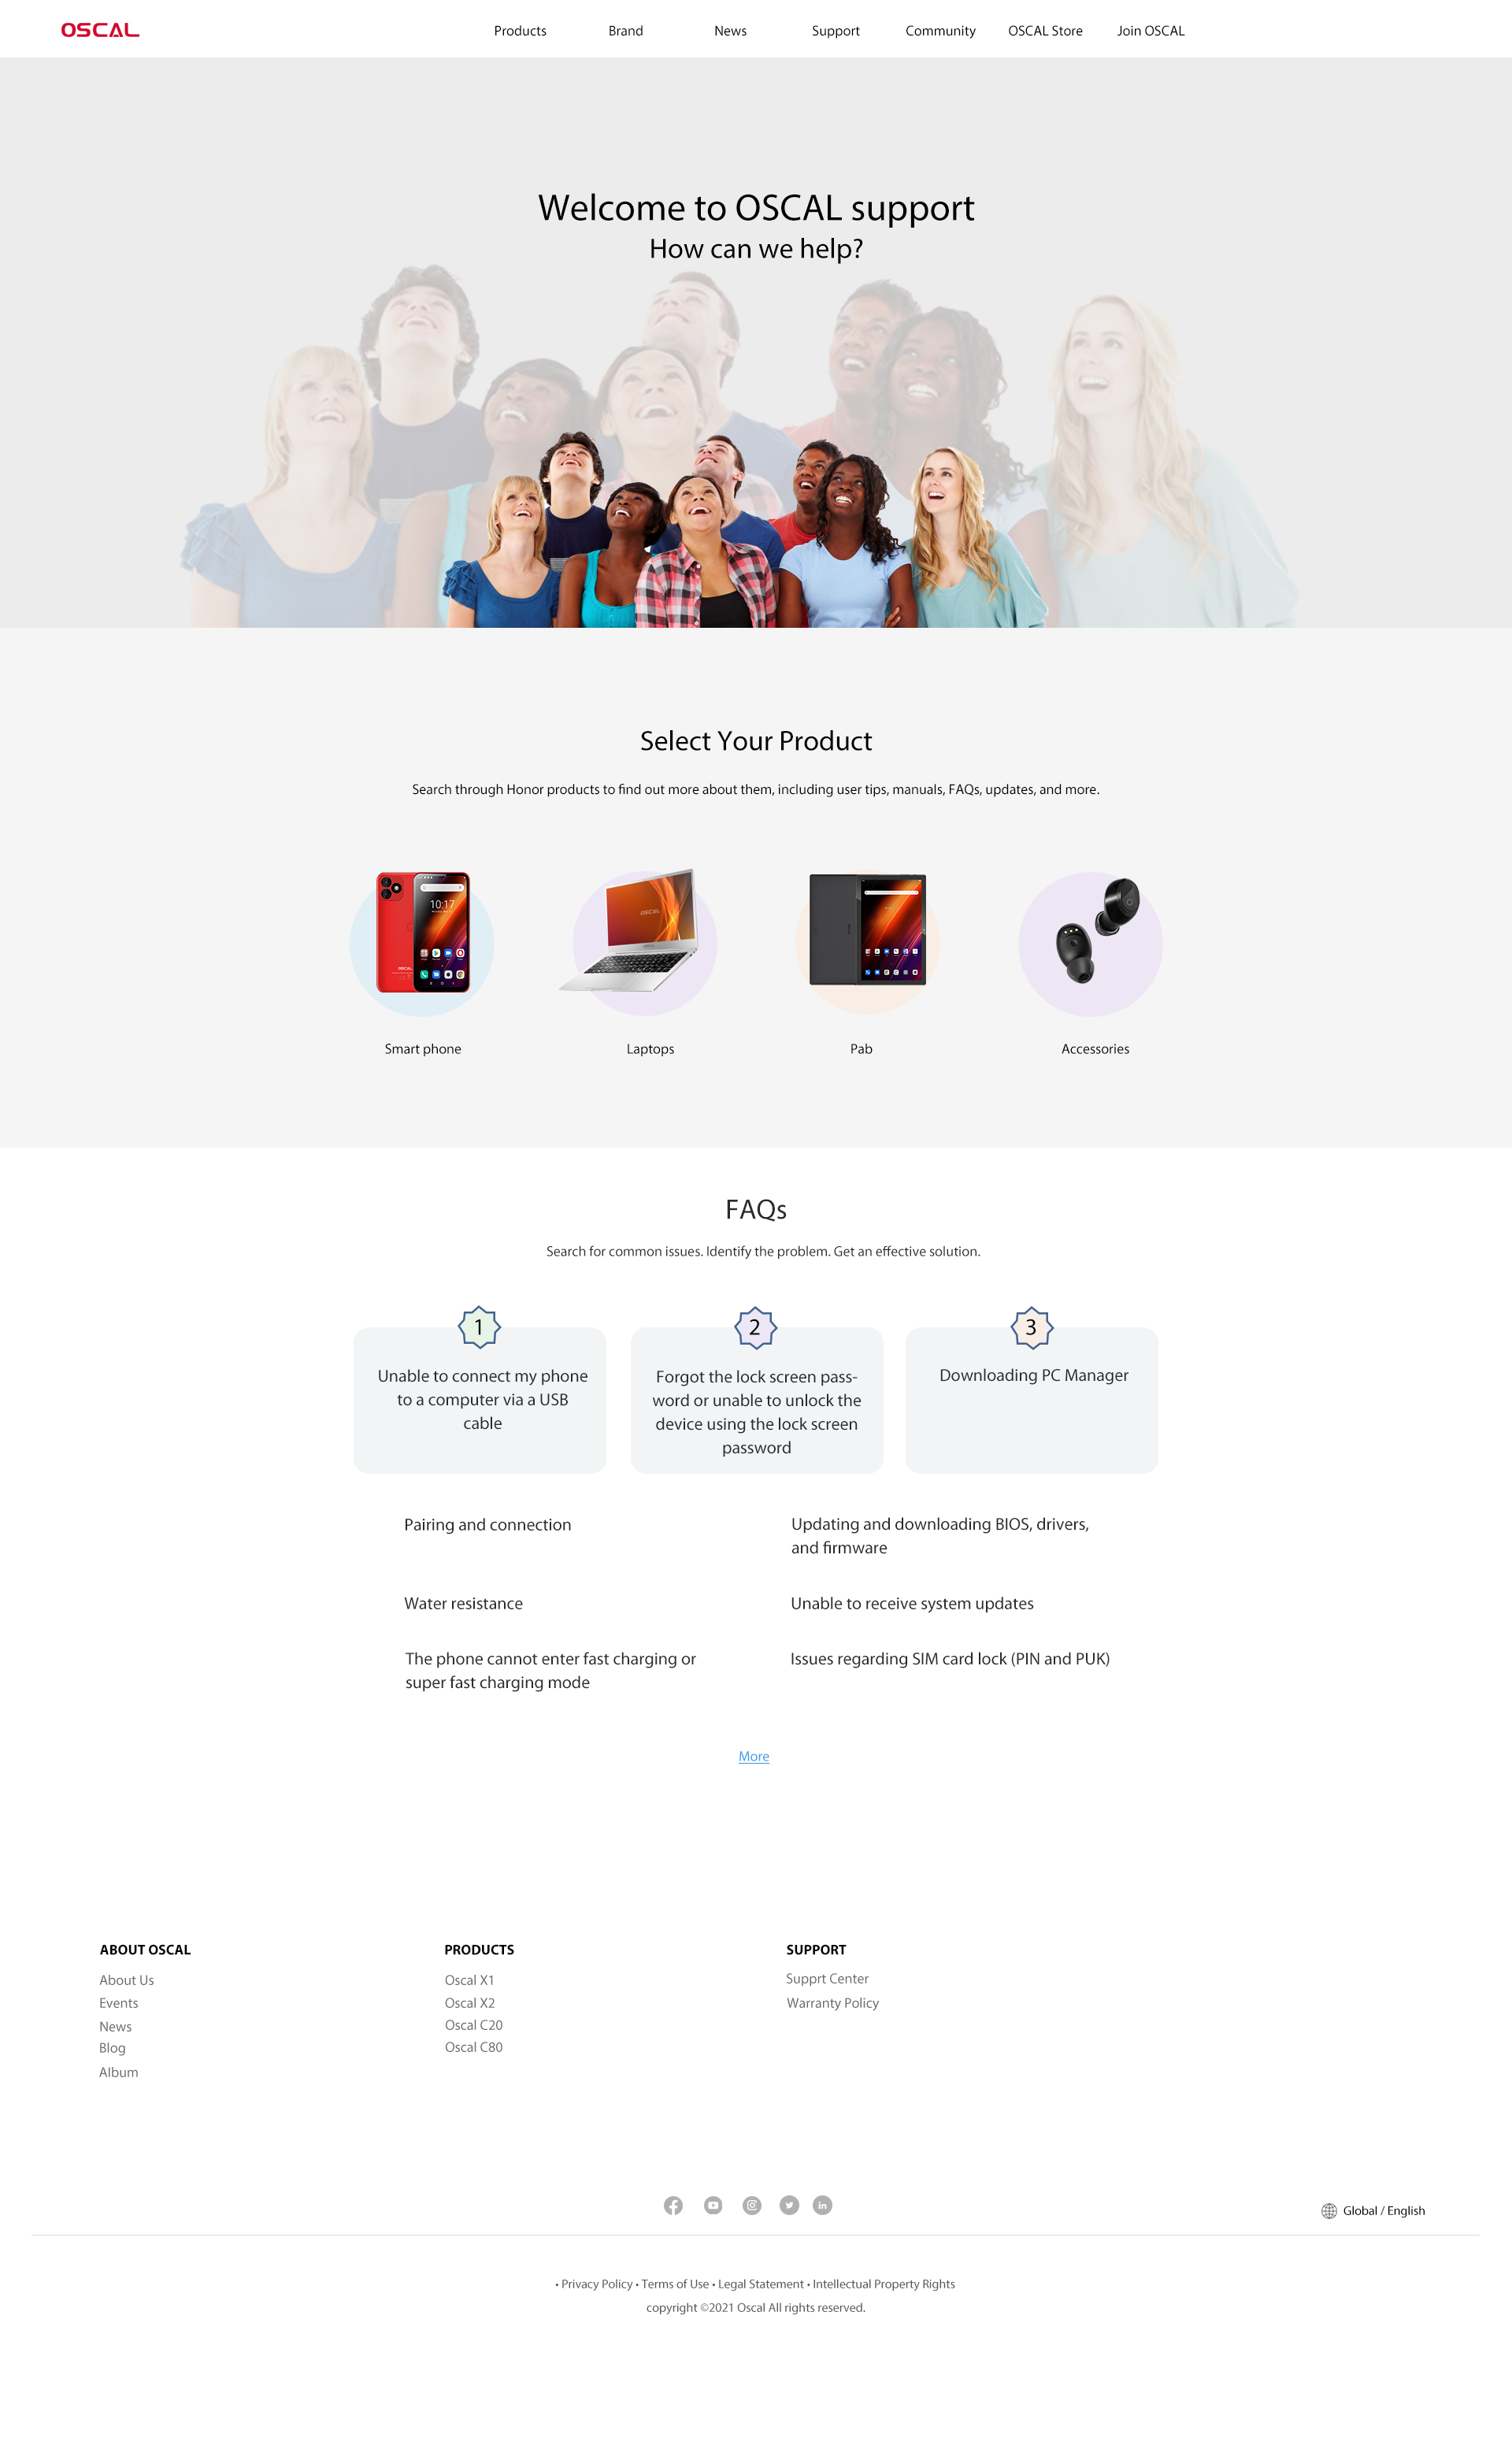 OSCAL
Products Brand News Support Community OSCAL Store Join OSCAL
Welcome to OSCAL support
How can we help?
Select Your Product
Search through Honor products to find out more about them, including user tips, manuals, FAQs, updates, and more.
10:17
OSCAL
OSCAL
Smart phone Laptops Pab Accessories
FAQs
Search for common issues. Identify the problem. Get an effective solution.
1
Unable to connect my phone
to a computer via a USB
cable
2
Forgot the lock screen pass-
word or unable to unlock the
device using the lock screen
password
3
Downloading PC Manager
Pairing and connection
Updating and downloading BIOS, drivers,
and firmware
Water resistance
Unable to receive system updates
The phone cannot enter fast charging or
super fast charging mode
Issues regarding SIM card lock (PIN and PUK)
More
ABOUT OSCAL
About Us
Events
News
Blog
Album
PRODUCTS
Oscal X1
Oscal X2
Oscal C20
Oscal C80
SUPPORT
Supprt Center
Warranty Policy
in
Global / English
• Privacy Policy • Terms of Use • Legal Statement • Intellectual Property Rights
copyright ©2021 Oscal All rights reserved.